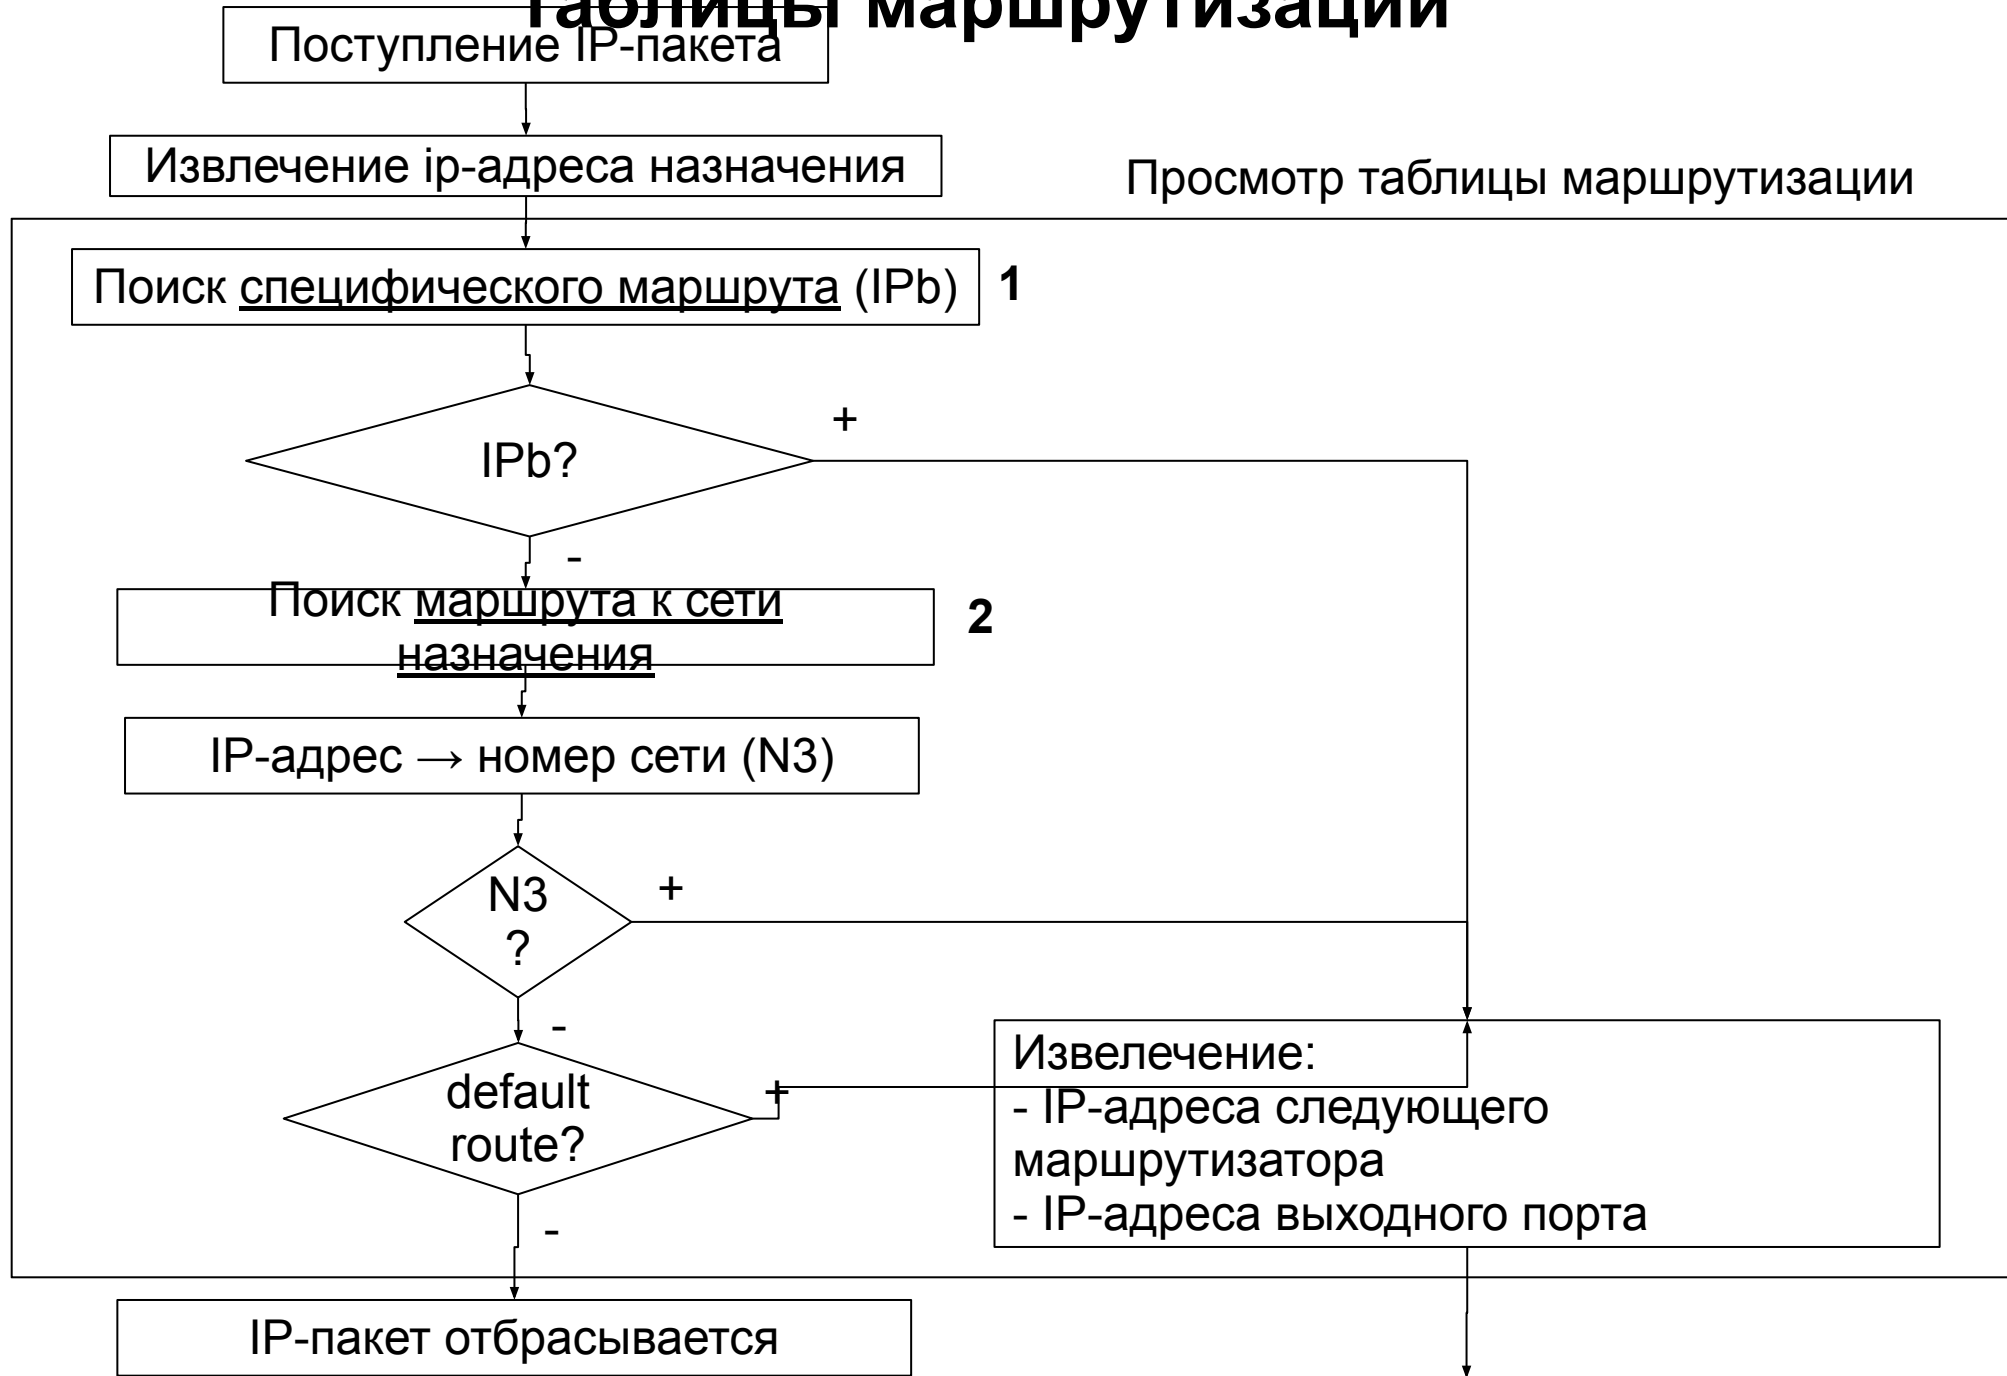 таблицы маршрутизации
Поступление IP-пакета
Извлечение ip-адреса назначения
Просмотр таблицы маршрутизации
Поиск специфического маршрута (IPb)
1
+
IPb?
-
Поиск маршрута к сети
назначения
2
IP-адрес → номер сети (N3)
N3
?
+
-
default
route?
+
-
Извелечение:
- IP-адреса следующего
маршрутизатора
- IP-адреса выходного порта
IP-пакет отбрасывается